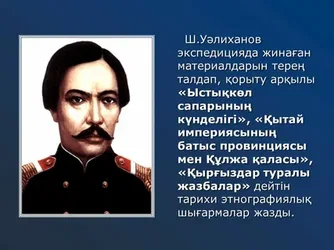 Ш.Уәлиханов
экспедицияда жинаған
материалдарын терең
талдап, қорыту арқылы
«Ыстықкөл
сапарының
күнделігі», «Қытай
империясының
батыс провинциясы
мен Құлжа қаласы»,
«Қырғыздар туралы
жазбалар» дейтін
тарихи этнографиялық
шығармалар жазды.